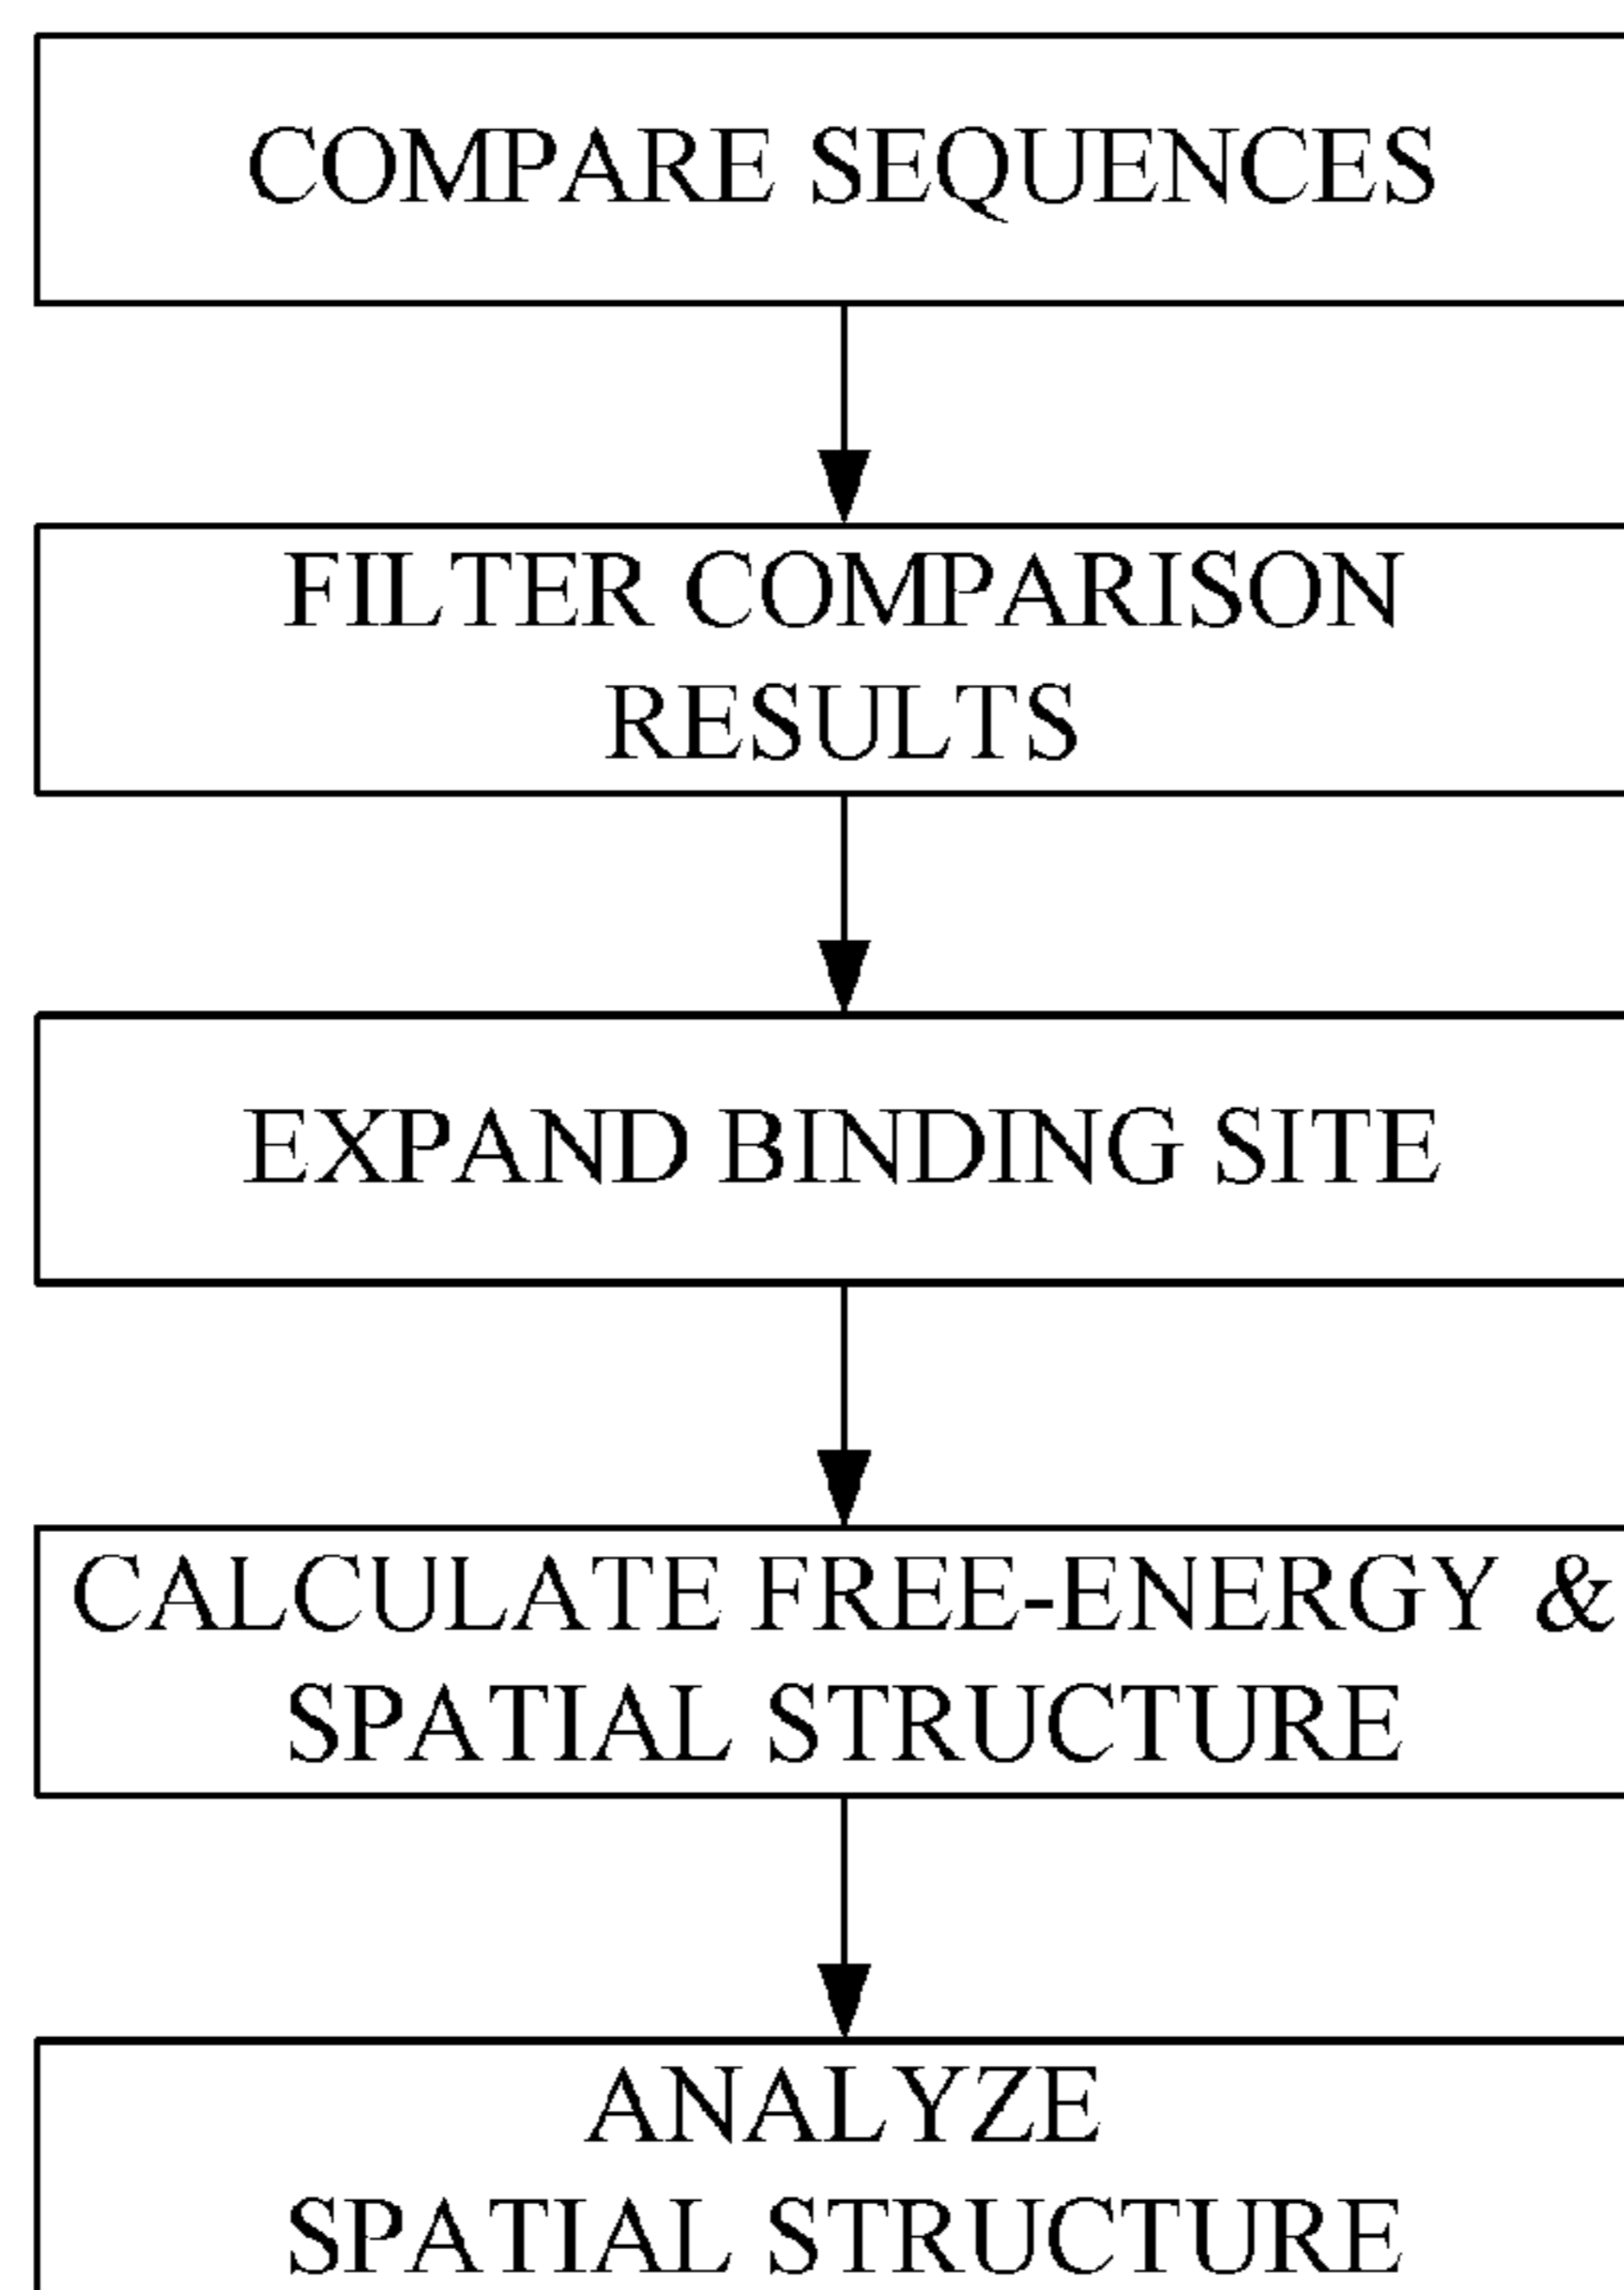 COMPARE SEQUENCES
FILTER COMPARISON
RESULTS
EXPAND BINDING SITE
CALCULATE FREE-ENERGY &
SPATIAL STRUCTURE
ANALYZE
SPATIAL STRUCTURE